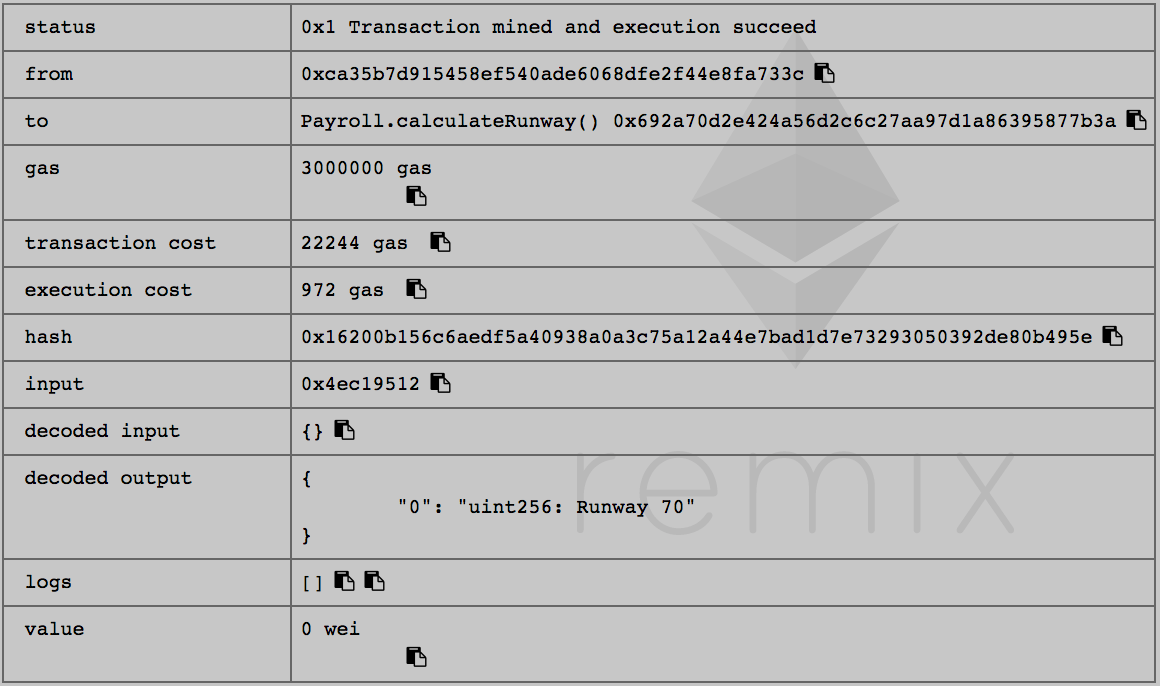 status 0x1 Transaction mined and execution succeed
from 0xca35b7d915458ef540ade6068dfe2f44e8fa733c
to Payroll.calculateRunway() 0x692a70d2e424a56d2c6c27aa97d1a86395877b3a
gas 3000000 gas
transaction cost 22244 gas
execution cost 972 gas
hash 0x16200b156c6aedf5a40938a0a3c75a12a44e7bad1d7e73293050392de80b495e
input 0x4ec19512
decoded input {}
decoded output {
"0": "uint256: Runway 70"
}
remix
logs []
value 0 wei